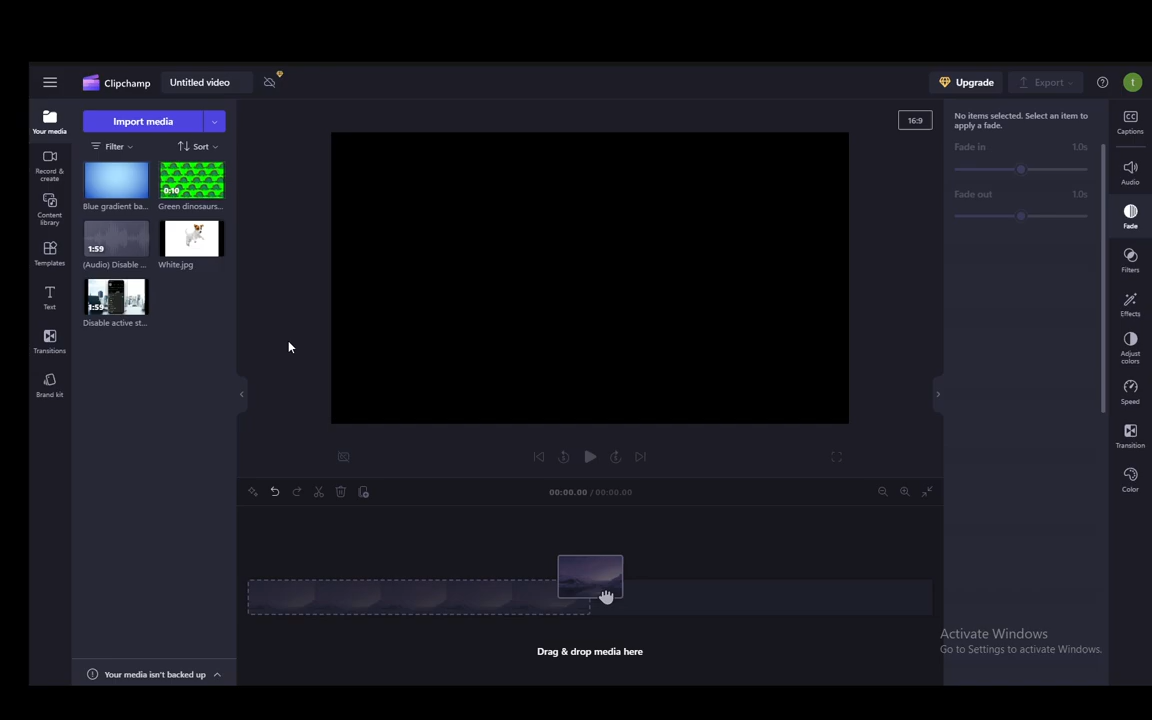 Clipchamp
Untitled video
Upgrade
Export
t
Your media
Record &
create
Content
library
Templates
Text
Transitions
Brand kit
Import media
Filter
Sort
Blue gradient ba...
0:10
Green dinosaurs...
1:59
(Audio) Disable ...
White.jpg
1:59
Disable active st...
Your media isn't backed up
16:9
00:00.00 / 00:00.00
Drag & drop media here
No items selected. Select an item to
apply a fade.
Fade in 1.0s
Fade out 1.0s
CC
Captions
Audio
Fade
Filters
Effects
Adjust
colors
Speed
Transition
Color
Activate Windows
Go to Settings to activate Windows.